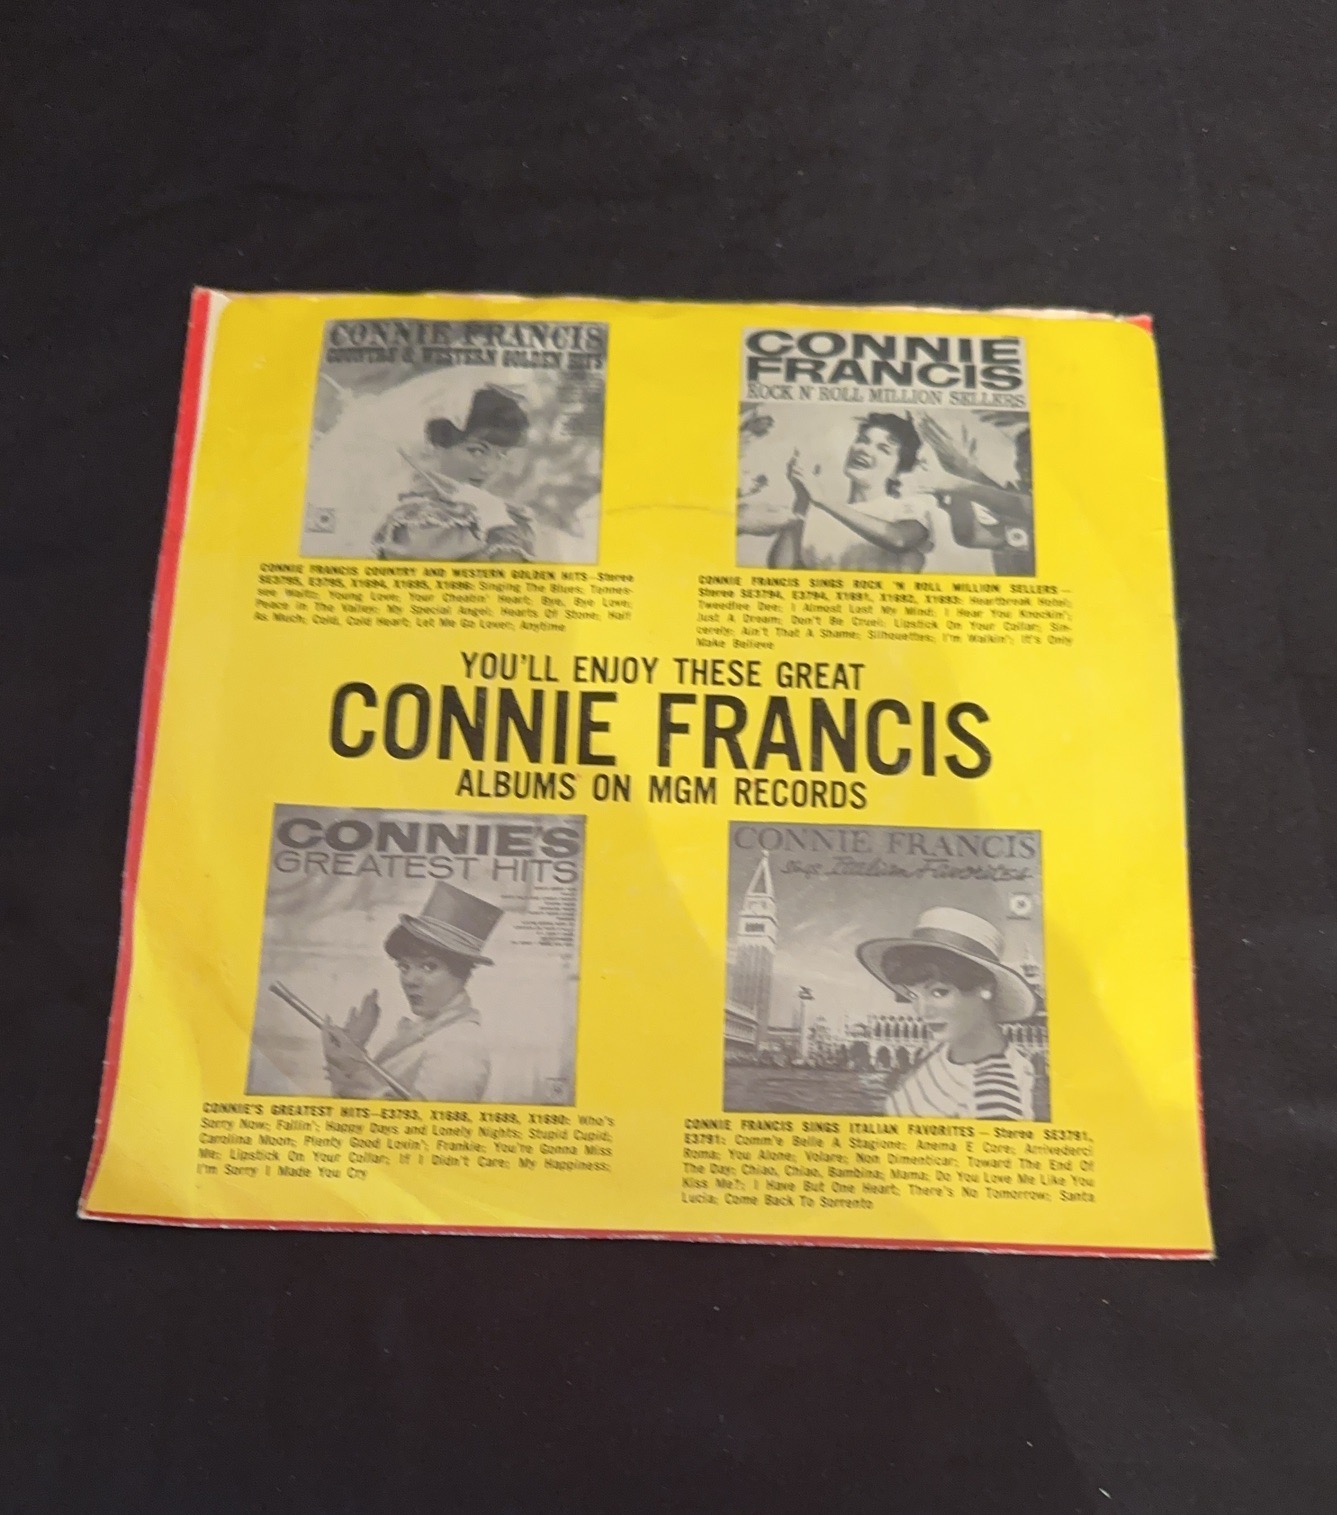 CONNIE FRANCIS
COUNTRY & WESTERN GOLDEN HITS
CONNIE
FRANCIS
ROCK N' ROLL MILLION SELLERS
CONNIE FRANCIS COUNTRY AND WESTERN GOLDEN HITS—Stereo
SE3795, E3795, X1694, X1695, X1696: Singing The Blues; Tennes-
see Waltz; Young Love; Your Cheatin' Heart; Bye, Bye Love;
Peace In The Valley; My Special Angel; Hearts Of Stone; Half
As Much; Cold, Cold Heart; Let Me Go Lover; Anytime
CONNIE FRANCIS SINGS ROCK 'N ROLL MILLION SELLERS—
Stereo SE3794, E3794, X1691, X1692, X1693: Heartbreak Hotel;
Tweedlee Dee; I Almost Lost My Mind; I Hear You Knockin';
Just A Dream; Don't Be Cruel; Lipstick On Your Collar; Sin-
cerely; Ain't That A Shame; Silhouettes; I'm Walkin'; It's Only
Make Believe
YOU'LL ENJOY THESE GREAT
CONNIE FRANCIS
ALBUMS ON MGM RECORDS
CONNIE'S
GREATEST HITS
CONNIE FRANCIS
sings Italian Favorites
CONNIE'S GREATEST HITS—E3793, X1688, X1689, X1690: Who's
Sorry Now; Fallin'; Happy Days and Lonely Nights; Stupid Cupid;
Carolina Moon; Plenty Good Lovin'; Frankie; You're Gonna Miss
Me; Lipstick On Your Collar; If I Didn't Care; My Happiness;
I'm Sorry I Made You Cry
CONNIE FRANCIS SINGS ITALIAN FAVORITES — Stereo SE3791,
E3791: Comm'e Belle A Stagione; Anema E Core; Arrivederci
Roma; You Alone; Volare; Non Dimenticar; Toward The End Of
The Day; Chiao, Chiao, Bambina; Mama; Do You Love Me Like You
Kiss Me?; I Have But One Heart; There's No Tomorrow; Santa
Lucia; Come Back To Sorrento